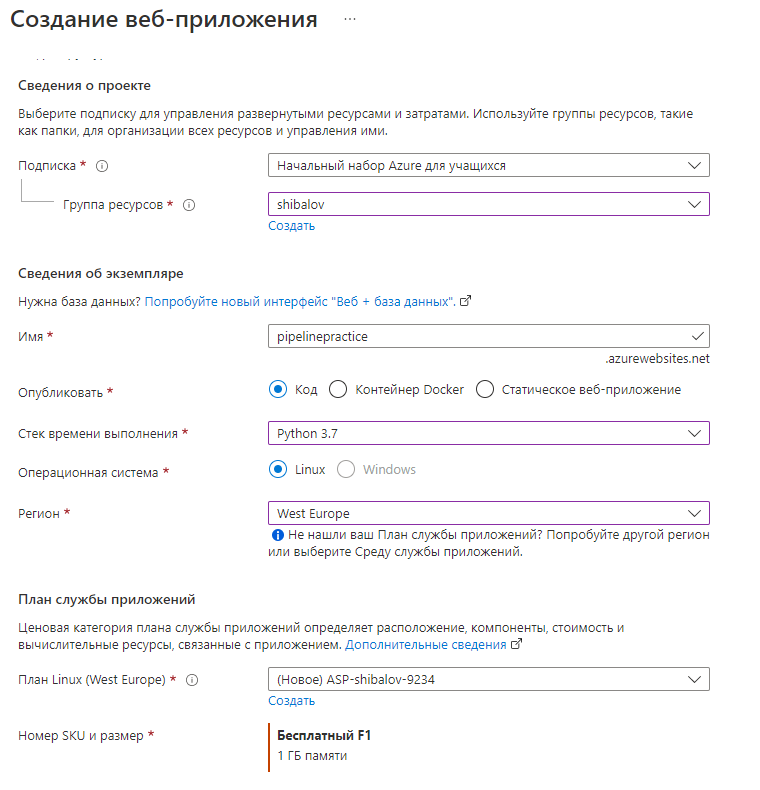 Создание веб-приложения ...
Сведения о проекте
Выберите подписку для управления развернутыми ресурсами и затратами. Используйте группы ресурсов, такие
как папки, для организации всех ресурсов и управления ими.
Подписка *
Начальный набор Azure для учащихся
Группа ресурсов *
shibalov
Создать
Сведения об экземпляре
Нужна база данных? Попробуйте новый интерфейс "Веб + база данных".
Имя *
pipelinepractice
.azurewebsites.net
Опубликовать *
Код Контейнер Docker Статическое веб-приложение
Стек времени выполнения *
Python 3.7
Операционная система *
Linux Windows
Регион *
West Europe
Не нашли ваш План службы приложений? Попробуйте другой регион
или выберите Среду службы приложений.
План службы приложений
Ценовая категория плана службы приложений определяет расположение, компоненты, стоимость и
вычислительные ресурсы, связанные с приложением. Дополнительные сведения
План Linux (West Europe) *
(Новое) ASP-shibalov-9234
Создать
Номер SKU и размер *
Бесплатный F1
1 ГБ памяти